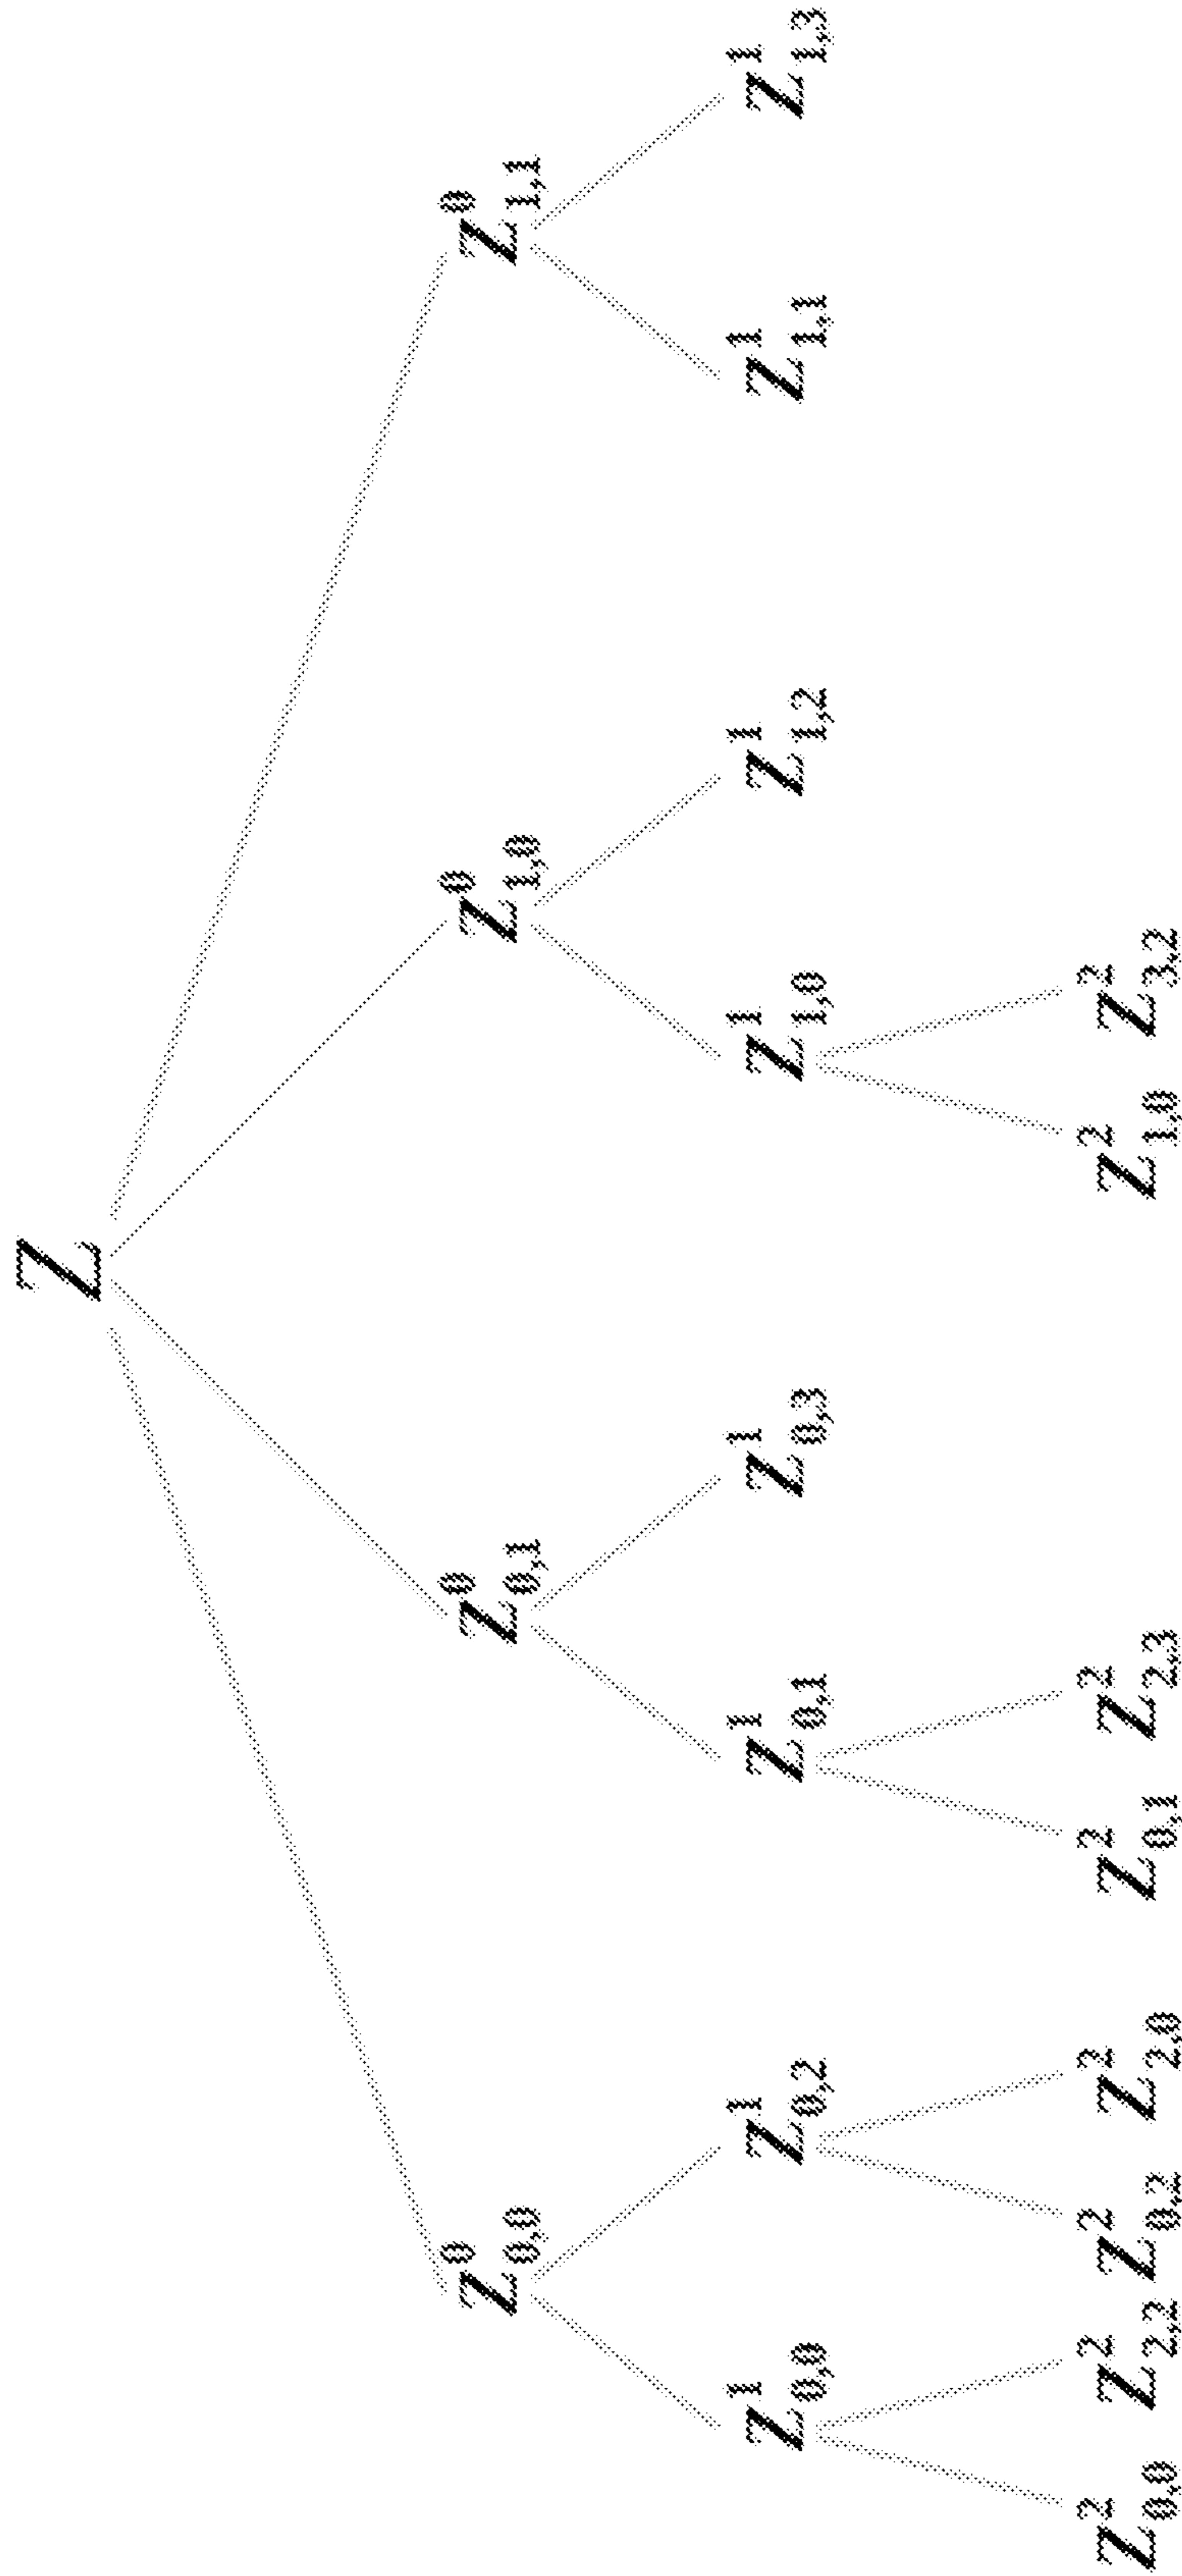 Z
Z^0_{0,0} Z^0_{0,1} Z^0_{1,0} Z^0_{1,1}
Z^1_{0,0} Z^1_{0,2} Z^1_{0,1} Z^1_{0,3} Z^1_{1,0} Z^1_{1,2} Z^1_{1,1} Z^1_{1,3}
Z^2_{0,0} Z^2_{2,2} Z^2_{0,2} Z^2_{2,0} Z^2_{0,1} Z^2_{2,3} Z^2_{1,0} Z^2_{3,2}